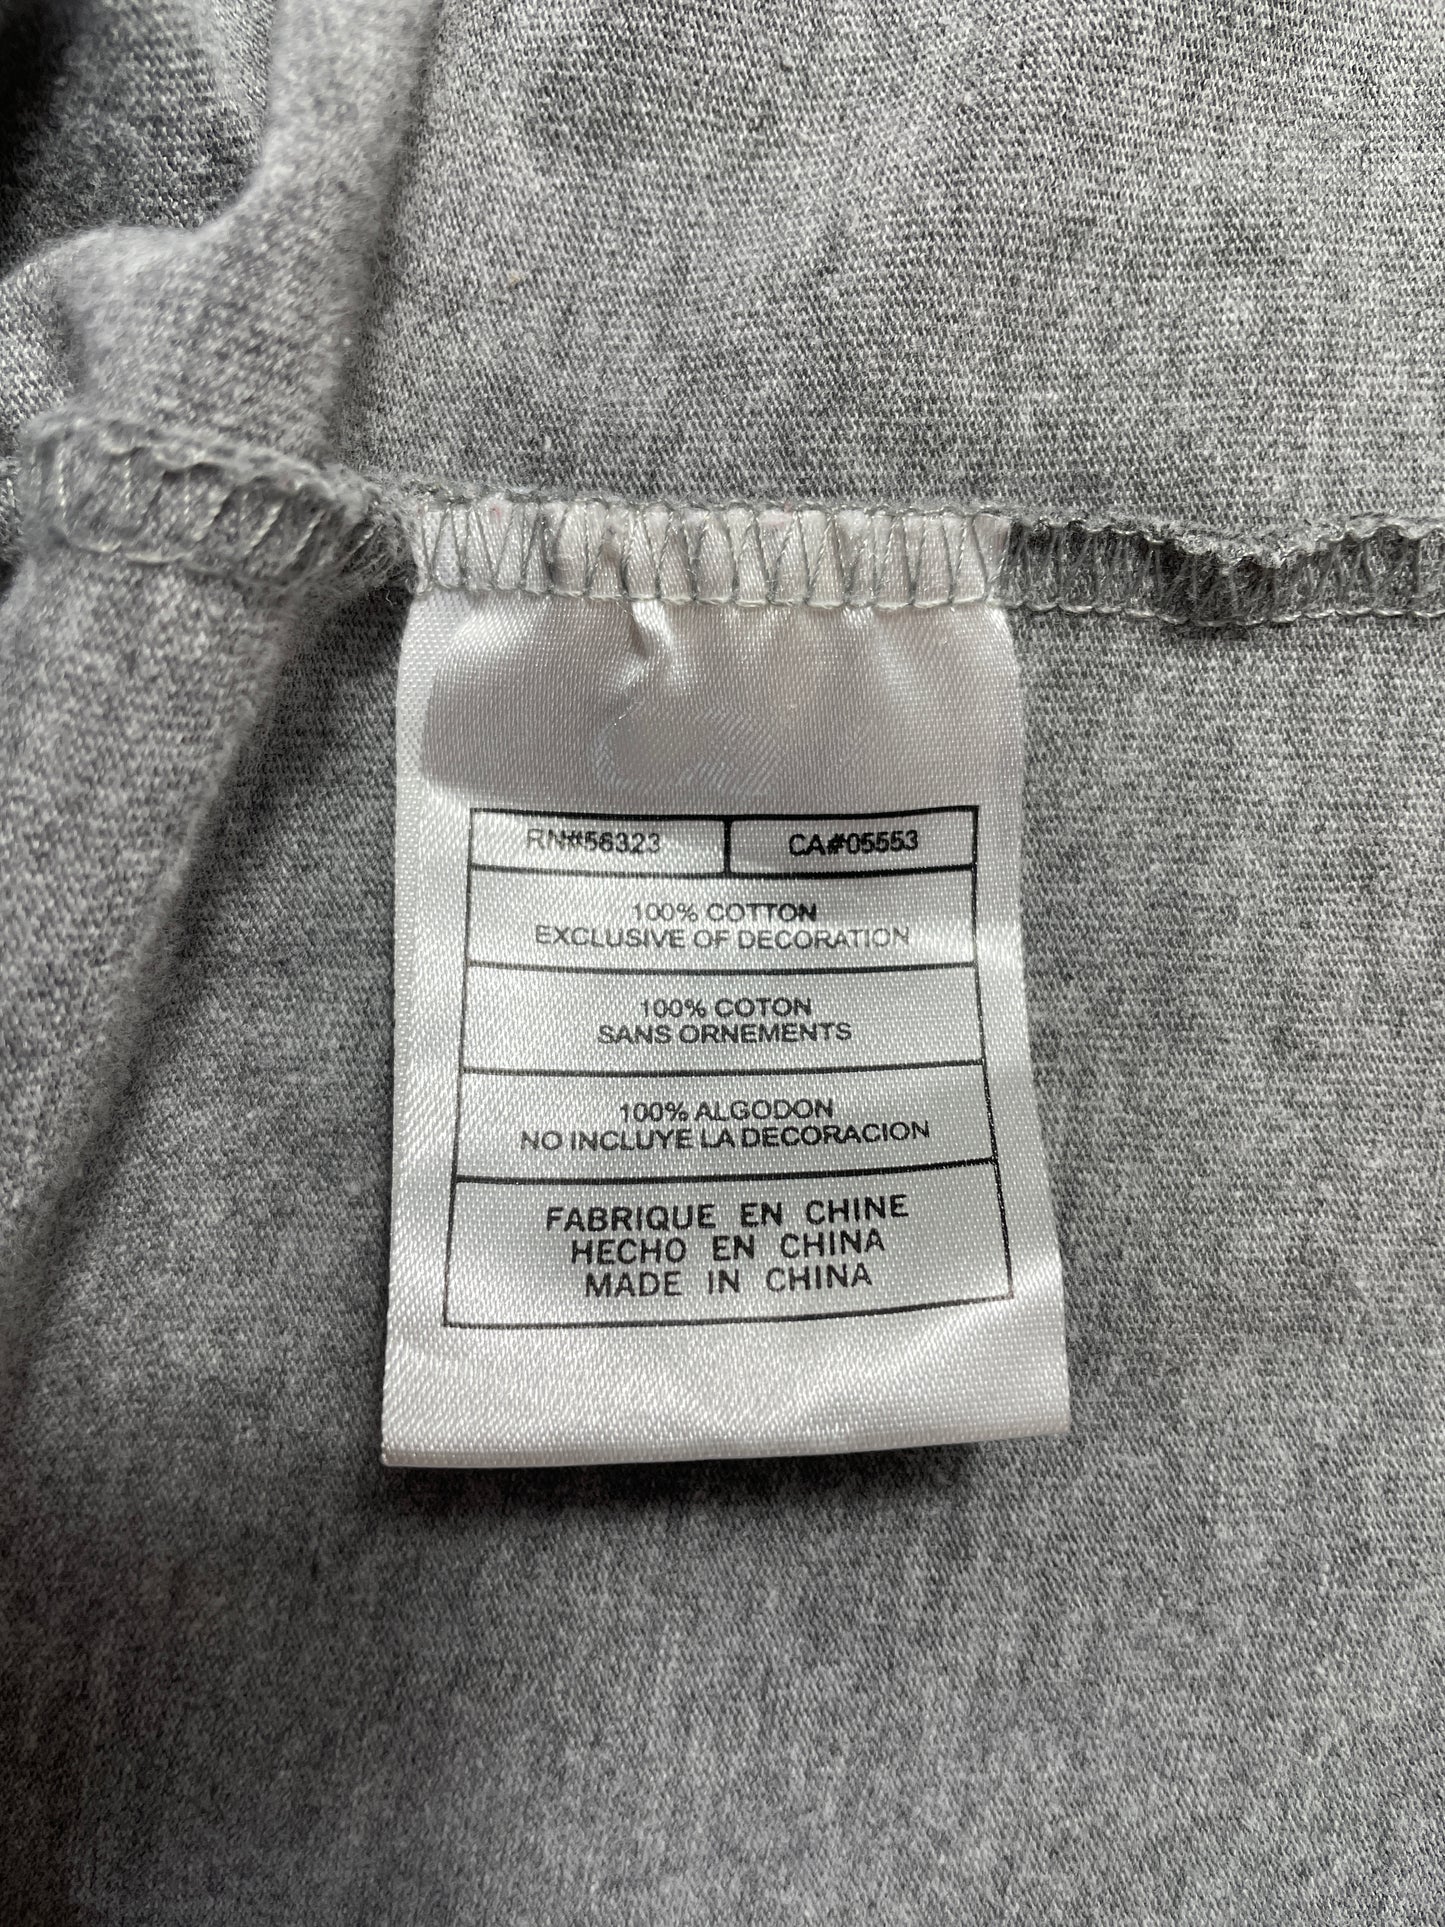 RN#56323
CA#05553
100% COTTON
EXCLUSIVE OF DECORATION
100% COTON
SANS ORNEMENTS
100% ALGODON
NO INCLUYE LA DECORACION
FABRIQUE EN CHINE
HECHO EN CHINA
MADE IN CHINA